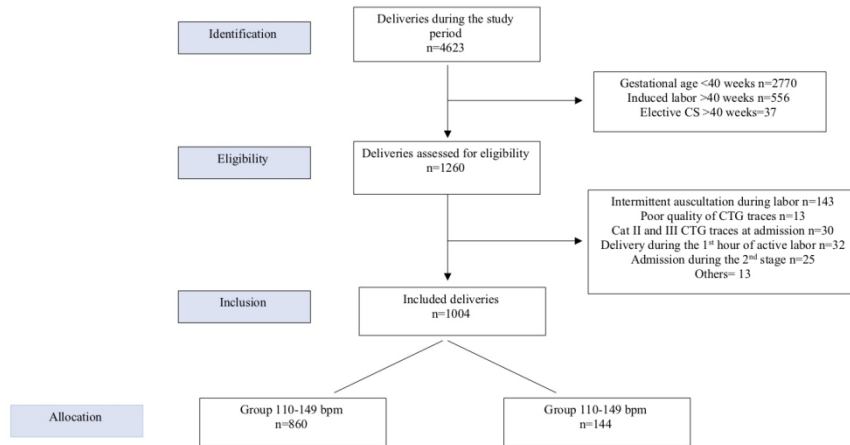 Identification
Deliveries during the study
period
n=4623
Gestational age <40 weeks n=2770
Induced labor >40 weeks n=556
Elective CS >40 weeks=37
Eligibility
Deliveries assessed for eligibility
n=1260
Intermittent auscultation during labor n=143
Poor quality of CTG traces n=13
Cat II and III CTG traces at admission n=30
Delivery during the 1st hour of active labor n=32
Admission during the 2nd stage n=25
Others= 13
Inclusion
Included deliveries
n=1004
Allocation
Group 110-149 bpm
n=860
Group 110-149 bpm
n=144